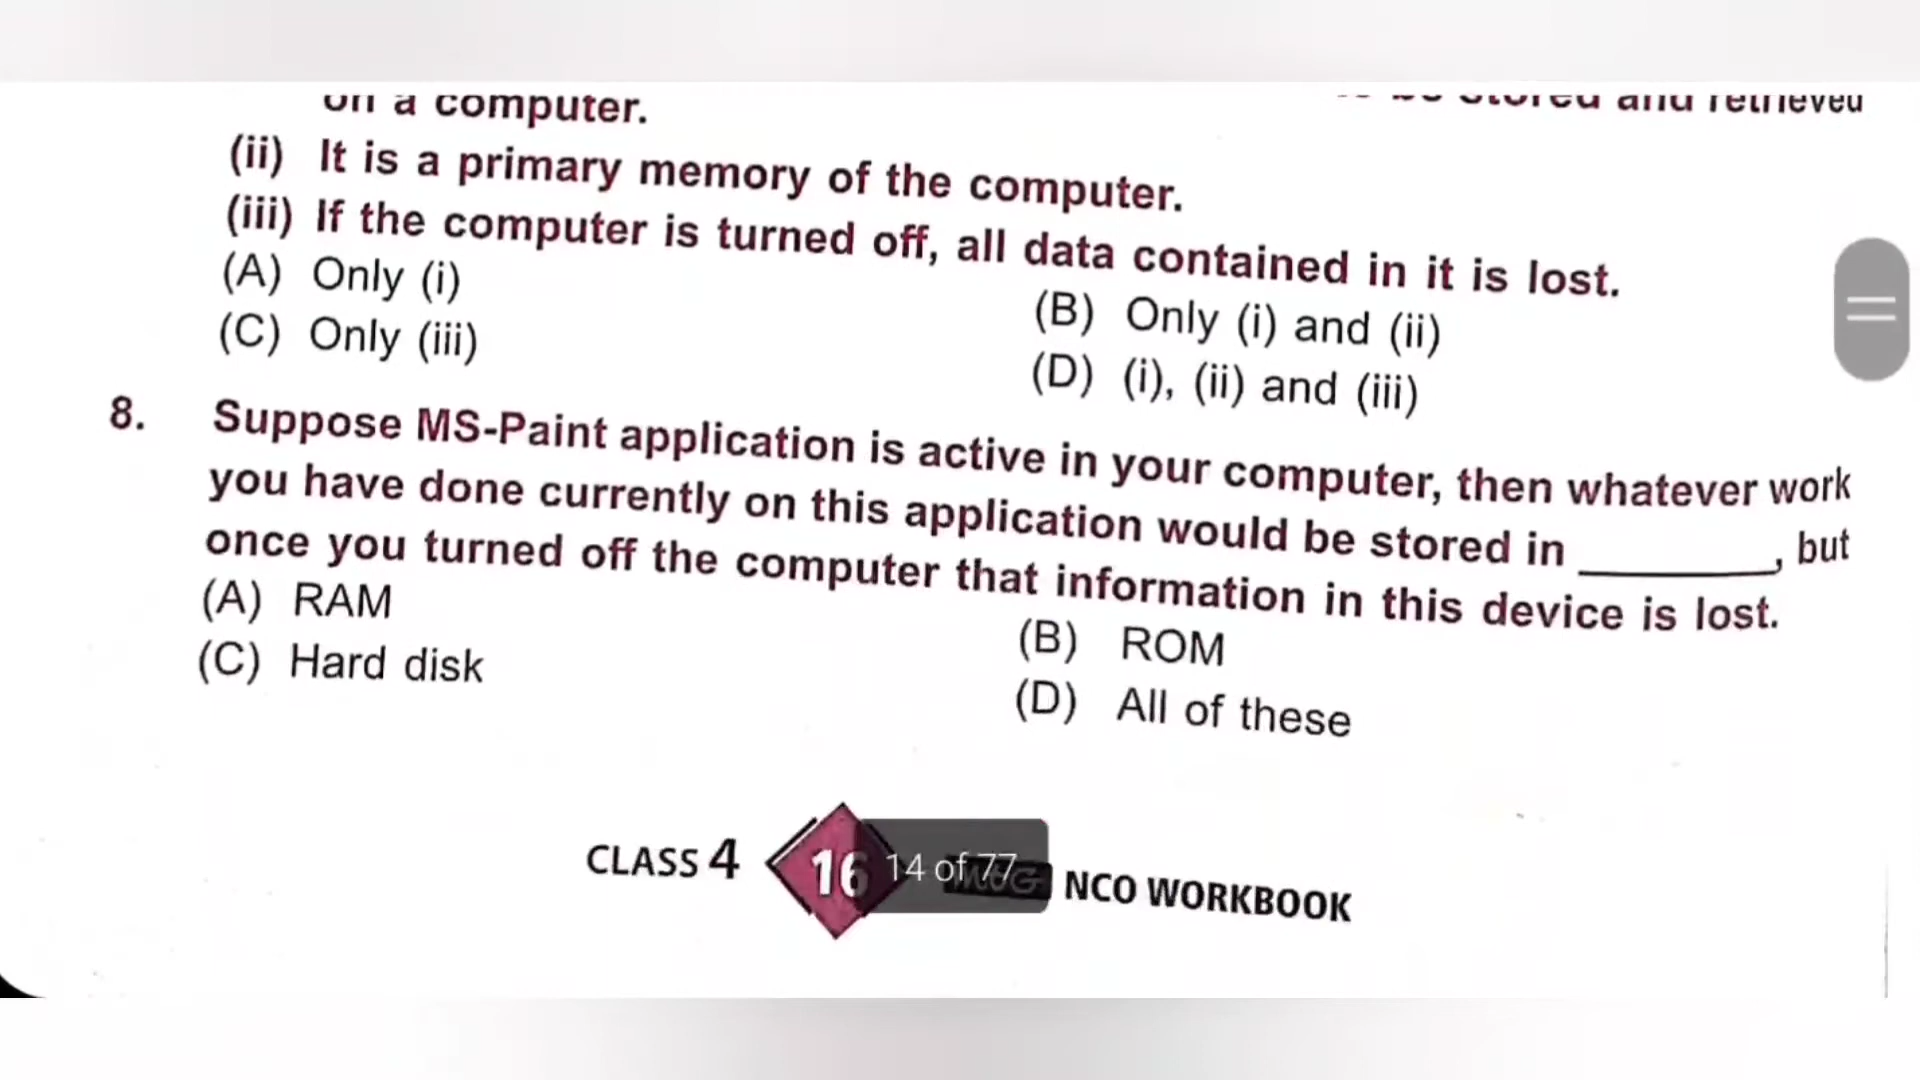 on a computer.
be stored and retrieved
(ii) It is a primary memory of the computer.
(iii) If the computer is turned off, all data contained in it is lost.
(A) Only (i)
(B) Only (i) and (ii)
(C) Only (iii)
(D) (i), (ii) and (iii)
8. Suppose MS-Paint application is active in your computer, then whatever work
you have done currently on this application would be stored in ________, but
once you turned off the computer that information in this device is lost.
(A) RAM
(B) ROM
(C) Hard disk
(D) All of these
CLASS 4 16 14 of 77 NCO WORKBOOK